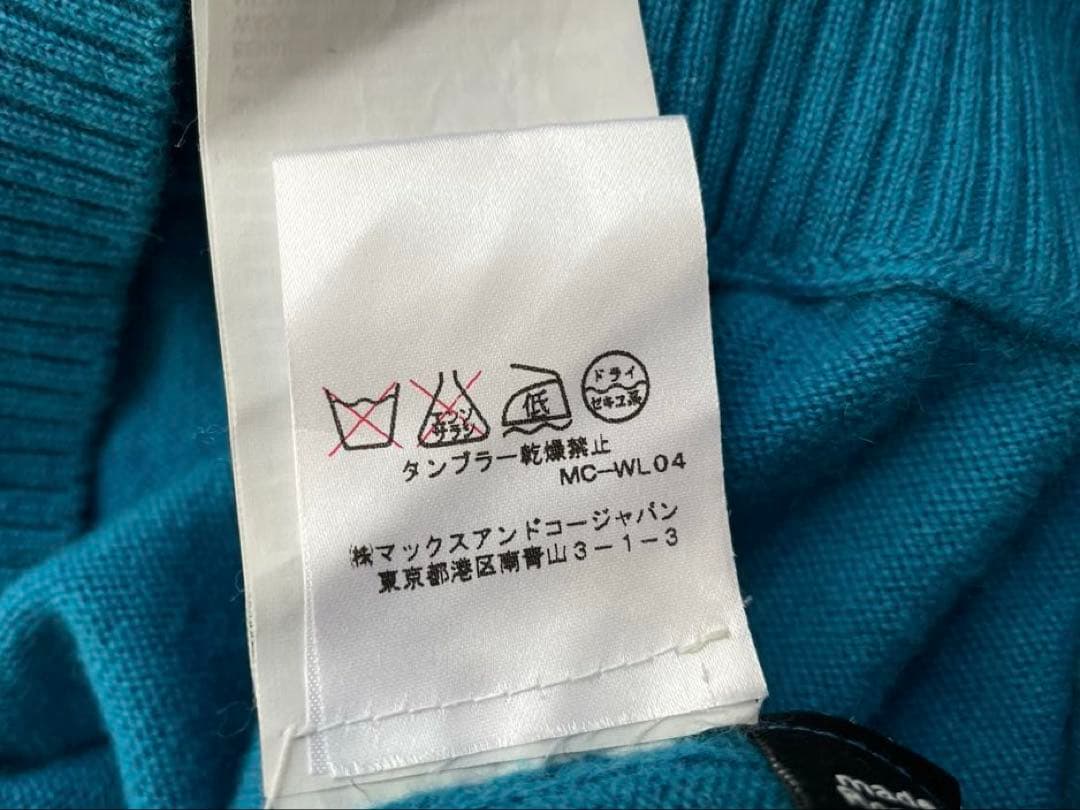 エンソ
サラシ
低
ドライ
セキユ系
タンブラー乾燥禁止
MC-WL04
㈱マックスアンドコージャパン
東京都港区南青山3-1-3
made